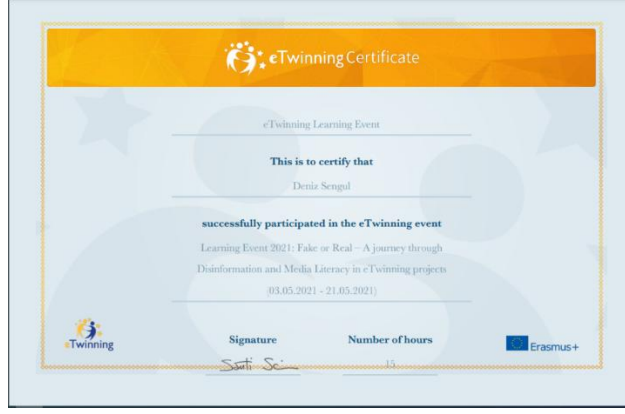 eTwinning Certificate
eTwinning Learning Event
This is to certify that
Deniz Sengul
successfully participated in the eTwinning event
Learning Event 2021: Fake or Real – A journey through
Disinformation and Media Literacy in eTwinning projects
(03.05.2021 - 21.05.2021)
eTwinning
Signature
Number of hours
15
Erasmus+